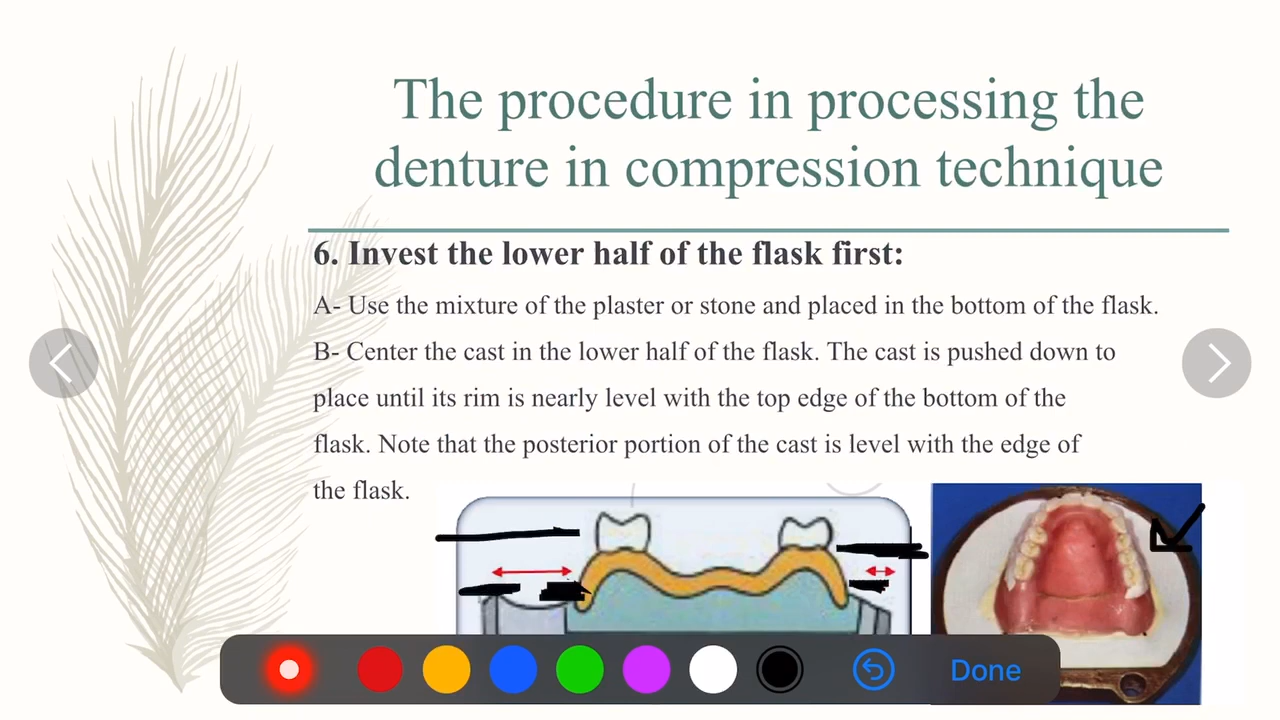 The procedure in processing the
denture in compression technique
6. Invest the lower half of the flask first:
A- Use the mixture of the plaster or stone and placed in the bottom of the flask.
B- Center the cast in the lower half of the flask. The cast is pushed down to
place until its rim is nearly level with the top edge of the bottom of the
flask. Note that the posterior portion of the cast is level with the edge of
the flask.
Done